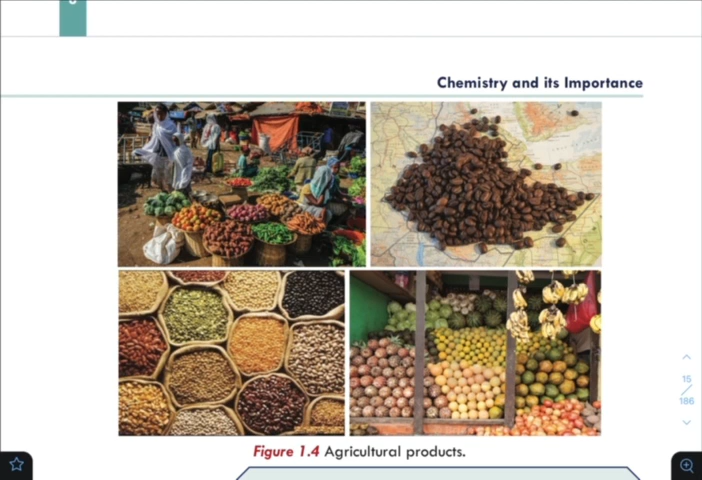 Chemistry and its Importance
Figure 1.4 Agricultural products.
15
186